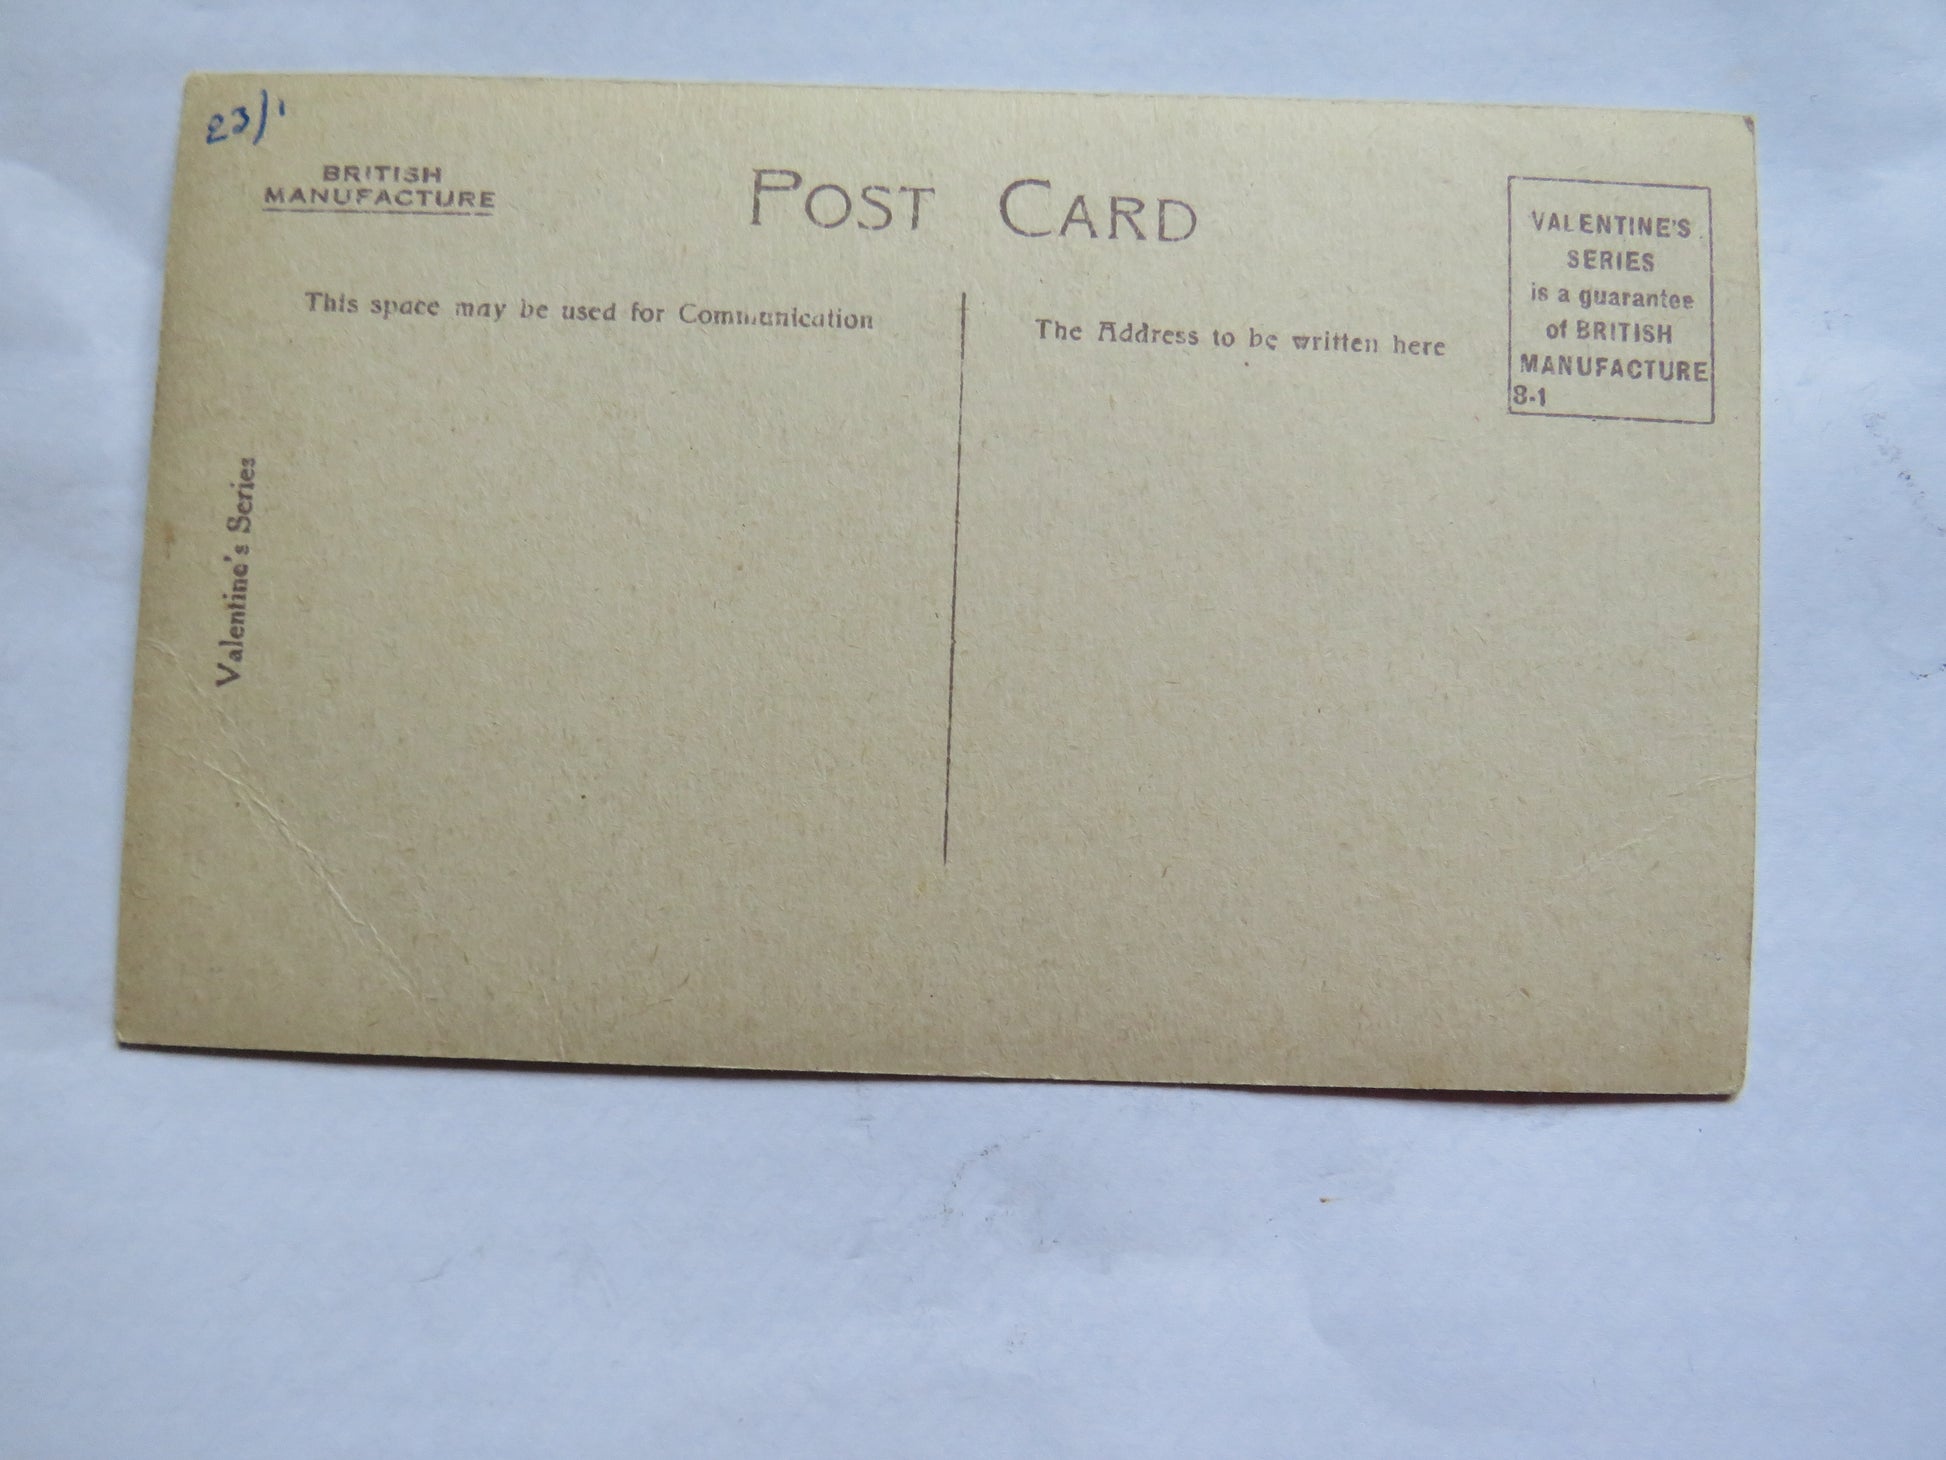 23/1
BRITISH
MANUFACTURE
POST CARD
This space may be used for Communication
The Address to be written here
VALENTINE'S
SERIES
is a guarantee
of BRITISH
MANUFACTURE
8-1
Valentine's Series